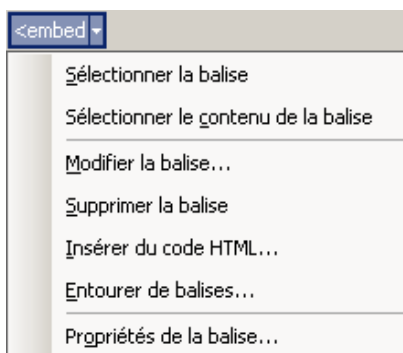 <embed
Sélectionner la balise
Sélectionner le contenu de la balise
Modifier la balise...
Supprimer la balise
Insérer du code HTML...
Entourer de balises...
Propriétés de la balise...